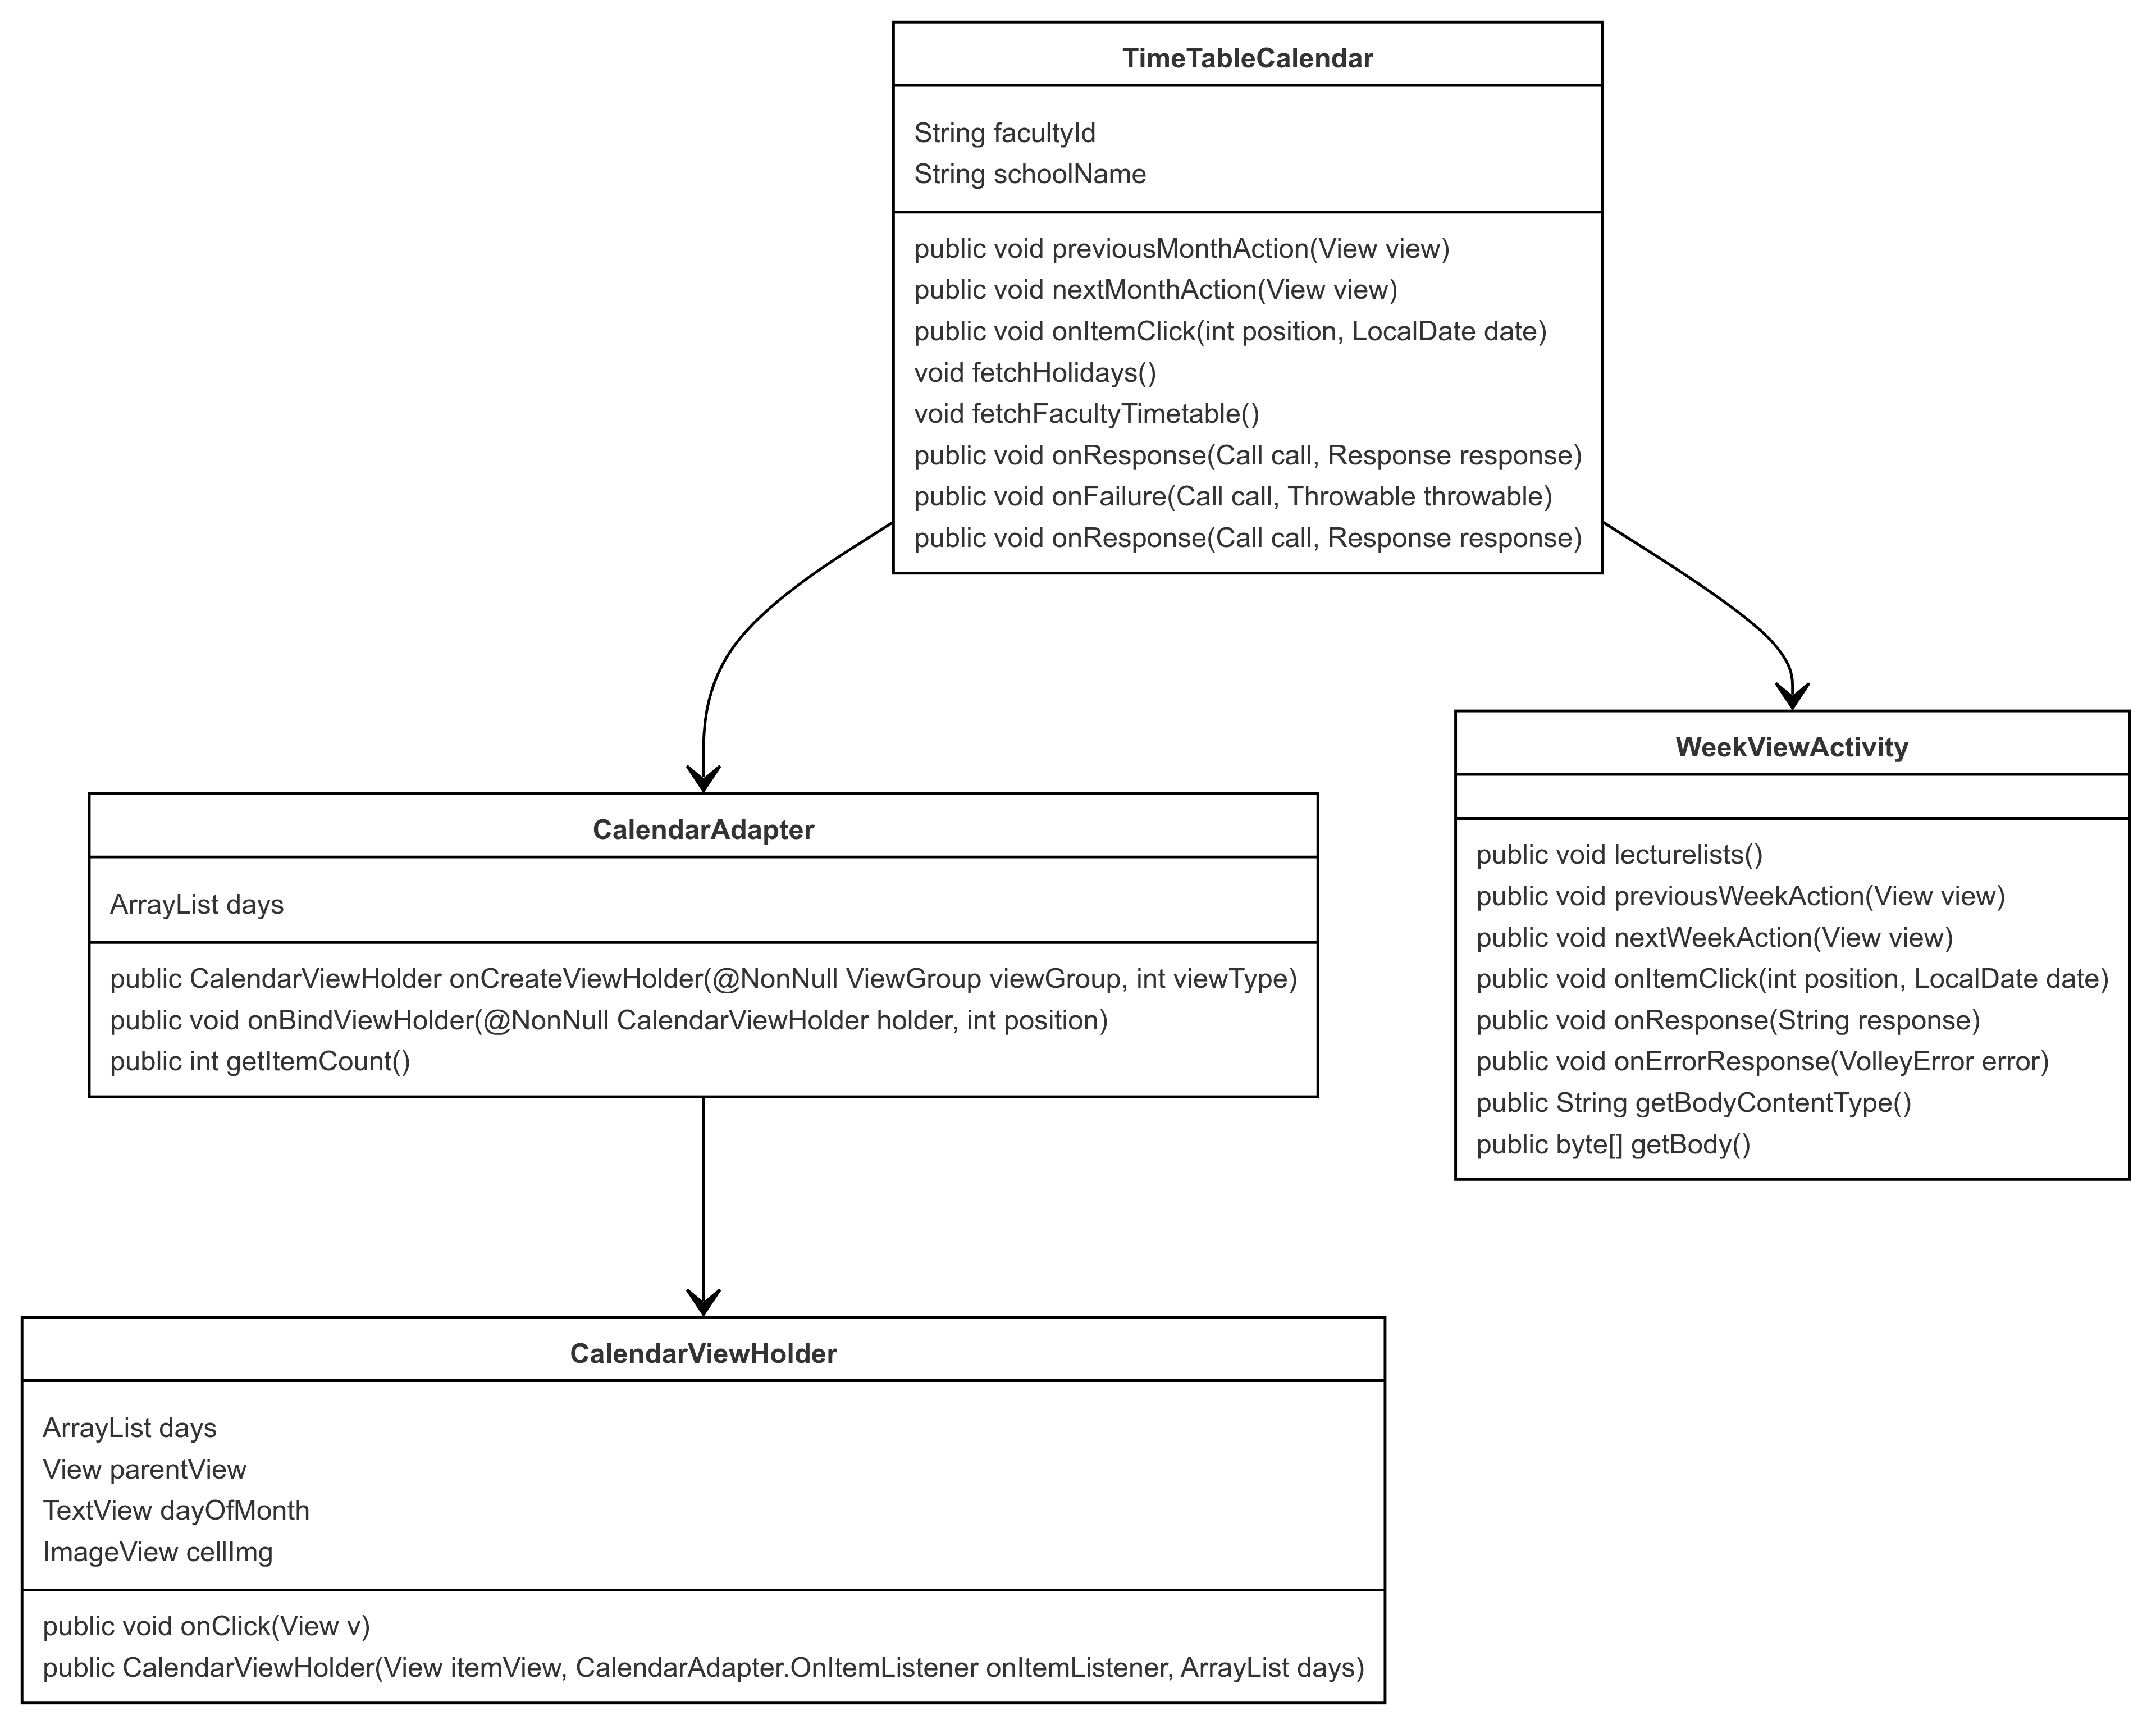 TimeTableCalendar
String facultyId
String schoolName
public void previousMonthAction(View view)
public void nextMonthAction(View view)
public void onItemClick(int position, LocalDate date)
void fetchHolidays()
void fetchFacultyTimetable()
public void onResponse(Call call, Response response)
public void onFailure(Call call, Throwable throwable)
public void onResponse(Call call, Response response)
CalendarAdapter
ArrayList days
public CalendarViewHolder onCreateViewHolder(@NonNull ViewGroup viewGroup, int viewType)
public void onBindViewHolder(@NonNull CalendarViewHolder holder, int position)
public int getItemCount()
WeekViewActivity
public void lecturelists()
public void previousWeekAction(View view)
public void nextWeekAction(View view)
public void onItemClick(int position, LocalDate date)
public void onResponse(String response)
public void onErrorResponse(VolleyError error)
public String getBodyContentType()
public byte[] getBody()
CalendarViewHolder
ArrayList days
View parentView
TextView dayOfMonth
ImageView cellImg
public void onClick(View v)
public CalendarViewHolder(View itemView, CalendarAdapter.OnItemListener onItemListener, ArrayList days)